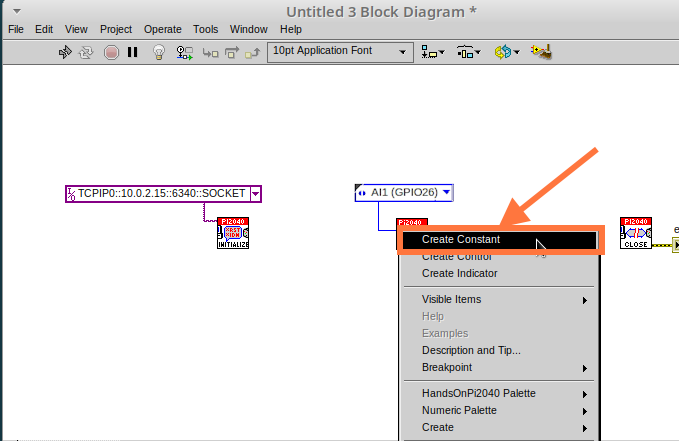 Untitled 3 Block Diagram *
File Edit View Project Operate Tools Window Help
10pt Application Font
TCPIP0::10.0.2.15::6340::SOCKET
AI1 (GPIO26)
PI2040
INITIALIZE
PI2040
PI2040
CLOSE
e
Create Constant
Create Control
Create Indicator
Visible Items
Help
Examples
Description and Tip...
Breakpoint
HandsOnPi2040 Palette
Numeric Palette
Create